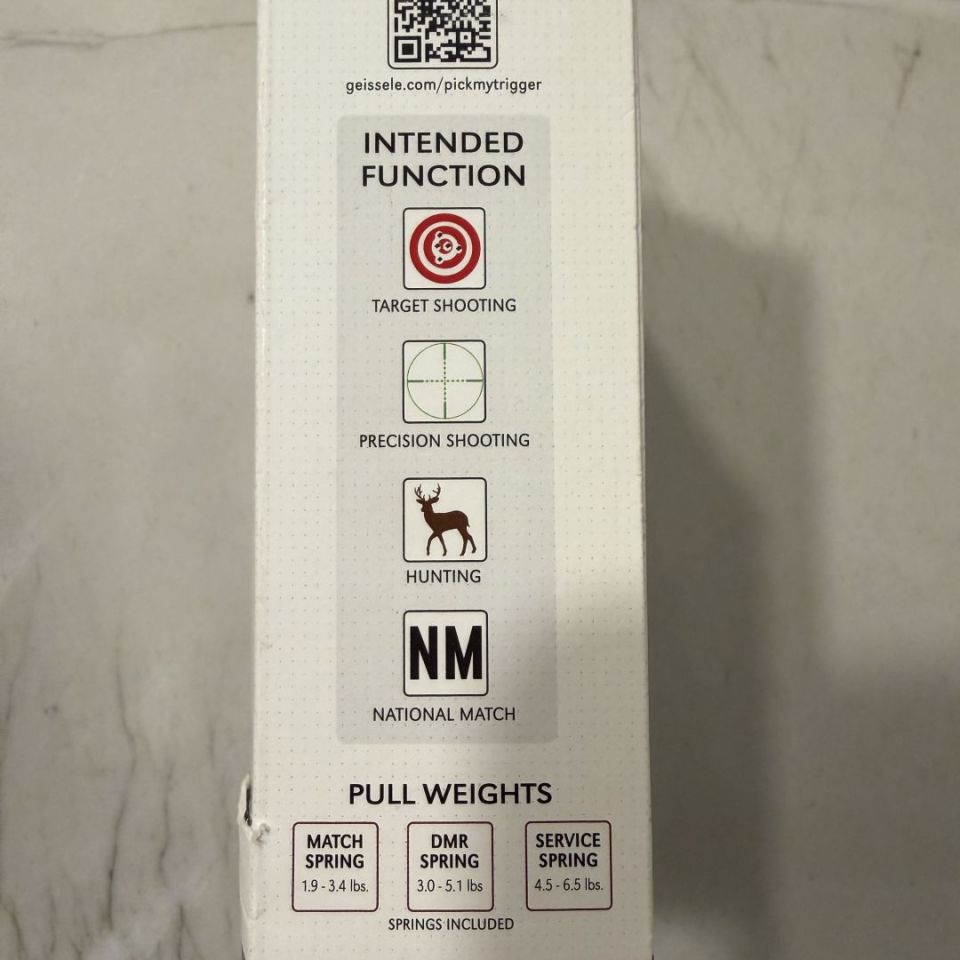 geissele.com/pickmytrigger
INTENDED
FUNCTION
TARGET SHOOTING
PRECISION SHOOTING
HUNTING
NM
NATIONAL MATCH
PULL WEIGHTS
MATCH
SPRING
1.9 - 3.4 lbs.
DMR
SPRING
3.0 - 5.1 lbs
SERVICE
SPRING
4.5 - 6.5 lbs.
SPRINGS INCLUDED